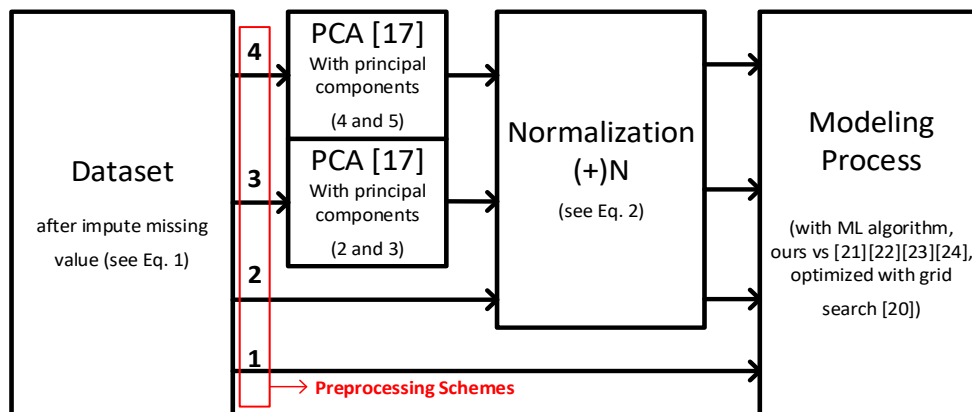 Dataset
after impute missing
value (see Eq. 1)
4
3
2
1
PCA [17]
With principal
components
(4 and 5)
PCA [17]
With principal
components
(2 and 3)
Preprocessing Schemes
Normalization
(+)N
(see Eq. 2)
Modeling
Process
(with ML algorithm,
ours vs [21][22][23][24],
optimized with grid
search [20])